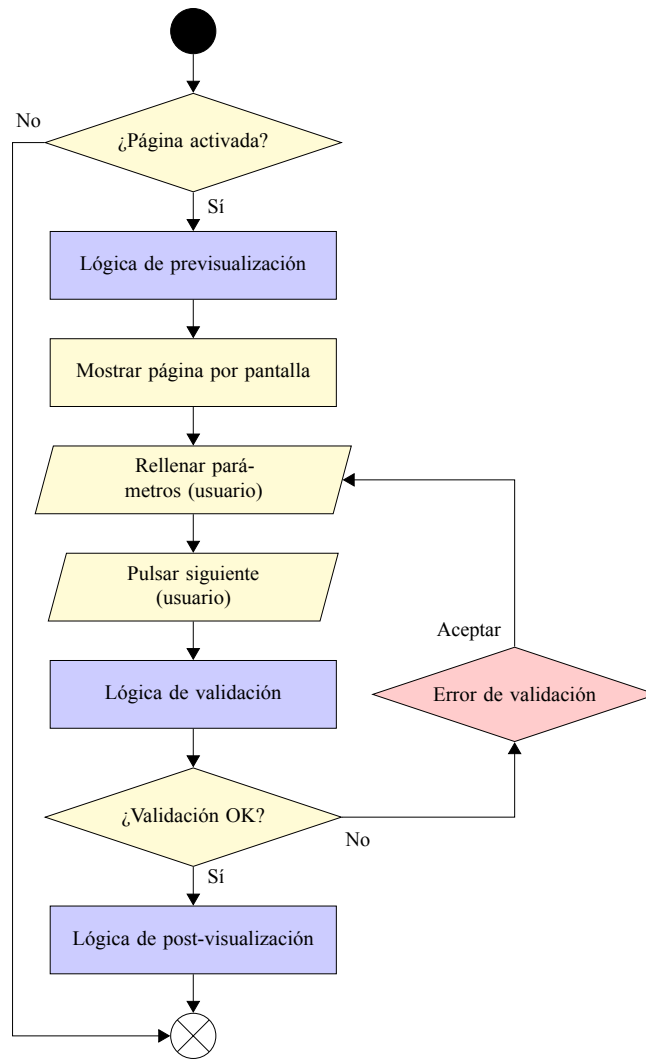 No
¿Página activada?
Sí
Lógica de previsualización
Mostrar página por pantalla
Rellenar pará-
metros (usuario)
Pulsar siguiente
(usuario)
Aceptar
Lógica de validación
Error de validación
¿Validación OK?
No
Sí
Lógica de post-visualización